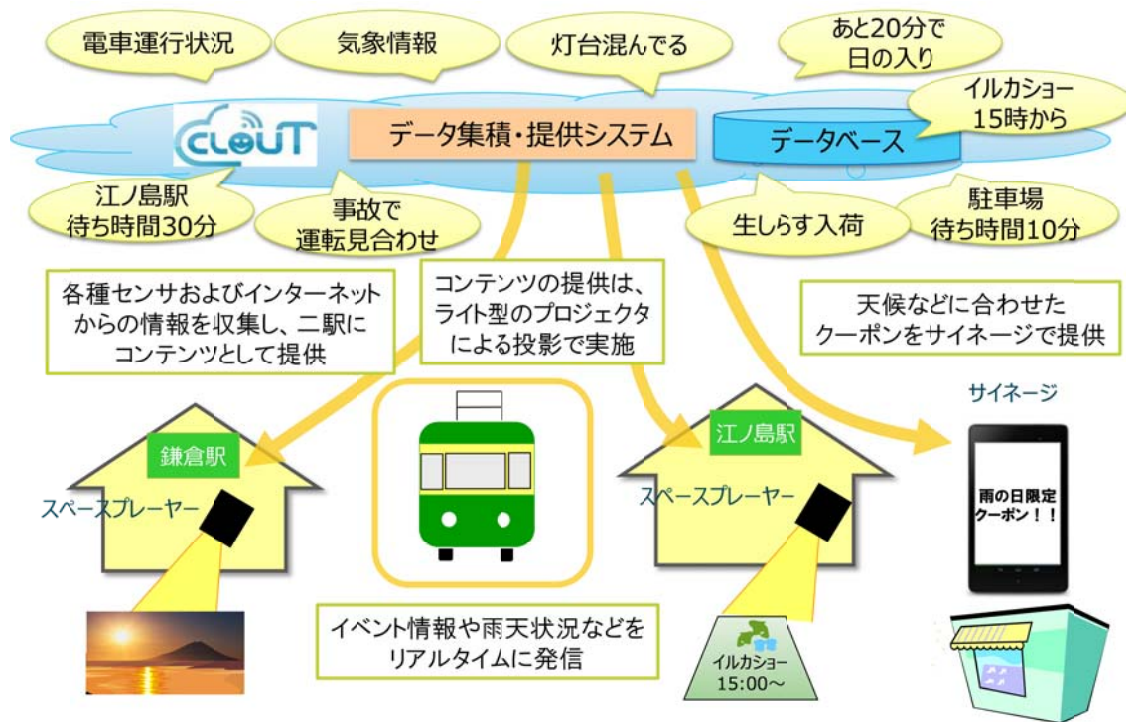 電車運行状況
気象情報
灯台混んでる
あと20分で
日の入り
イルカショー
15時から
CLOUT
データ集積・提供システム
データベース
江ノ島駅
待ち時間30分
事故で
運転見合わせ
生しらす入荷
駐車場
待ち時間10分
各種センサおよびインターネット
からの情報を収集し、二駅に
コンテンツとして提供
コンテンツの提供は、
ライト型のプロジェクタ
による投影で実施
天候などに合わせた
クーポンをサイネージで提供
サイネージ
鎌倉駅
スペースプレーヤー
江ノ島駅
スペースプレーヤー
雨の日限定
クーポン！！
イベント情報や雨天状況などを
リアルタイムに発信
イルカショー
15:00～